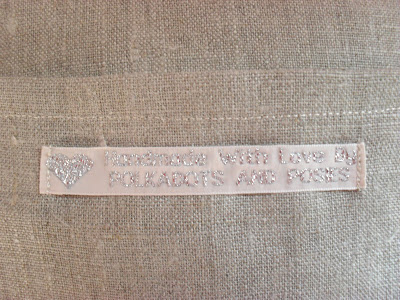 Handmade With Love By
POLKADOTS AND POSIES